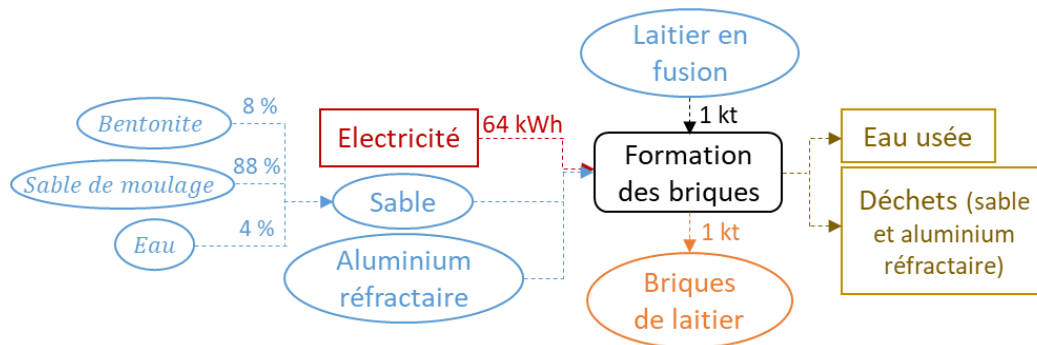 Laitier en
fusion
8 %
Bentonite
1 kt
Electricité
64 kWh
Eau usée
88 %
Formation
des briques
Sable de moulage
Sable
Déchets (sable
et aluminium
réfractaire)
4 %
1 kt
Eau
Aluminium
réfractaire
Briques
de laitier